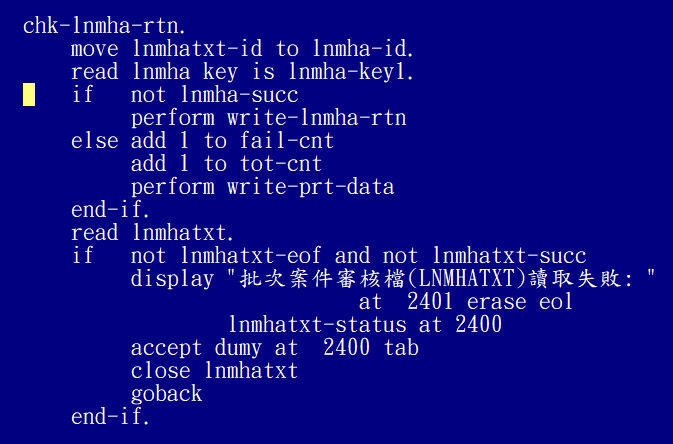 chk-lnmha-rtn.
    move lnmhatxt-id to lnmha-id.
    read lnmha key is lnmha-key1.
    if   not lnmha-succ
         perform write-lnmha-rtn
    else add 1 to fail-cnt
         add 1 to tot-cnt
         perform write-prt-data
    end-if.
    read lnmhatxt.
    if   not lnmhatxt-eof and not lnmhatxt-succ
         display "批次案件審核檔(LNMHATXT)讀取失敗: "
                            at  2401 erase eol
                 lnmhatxt-status at 2400
         accept dumy at  2400 tab
         close lnmhatxt
         goback
    end-if.